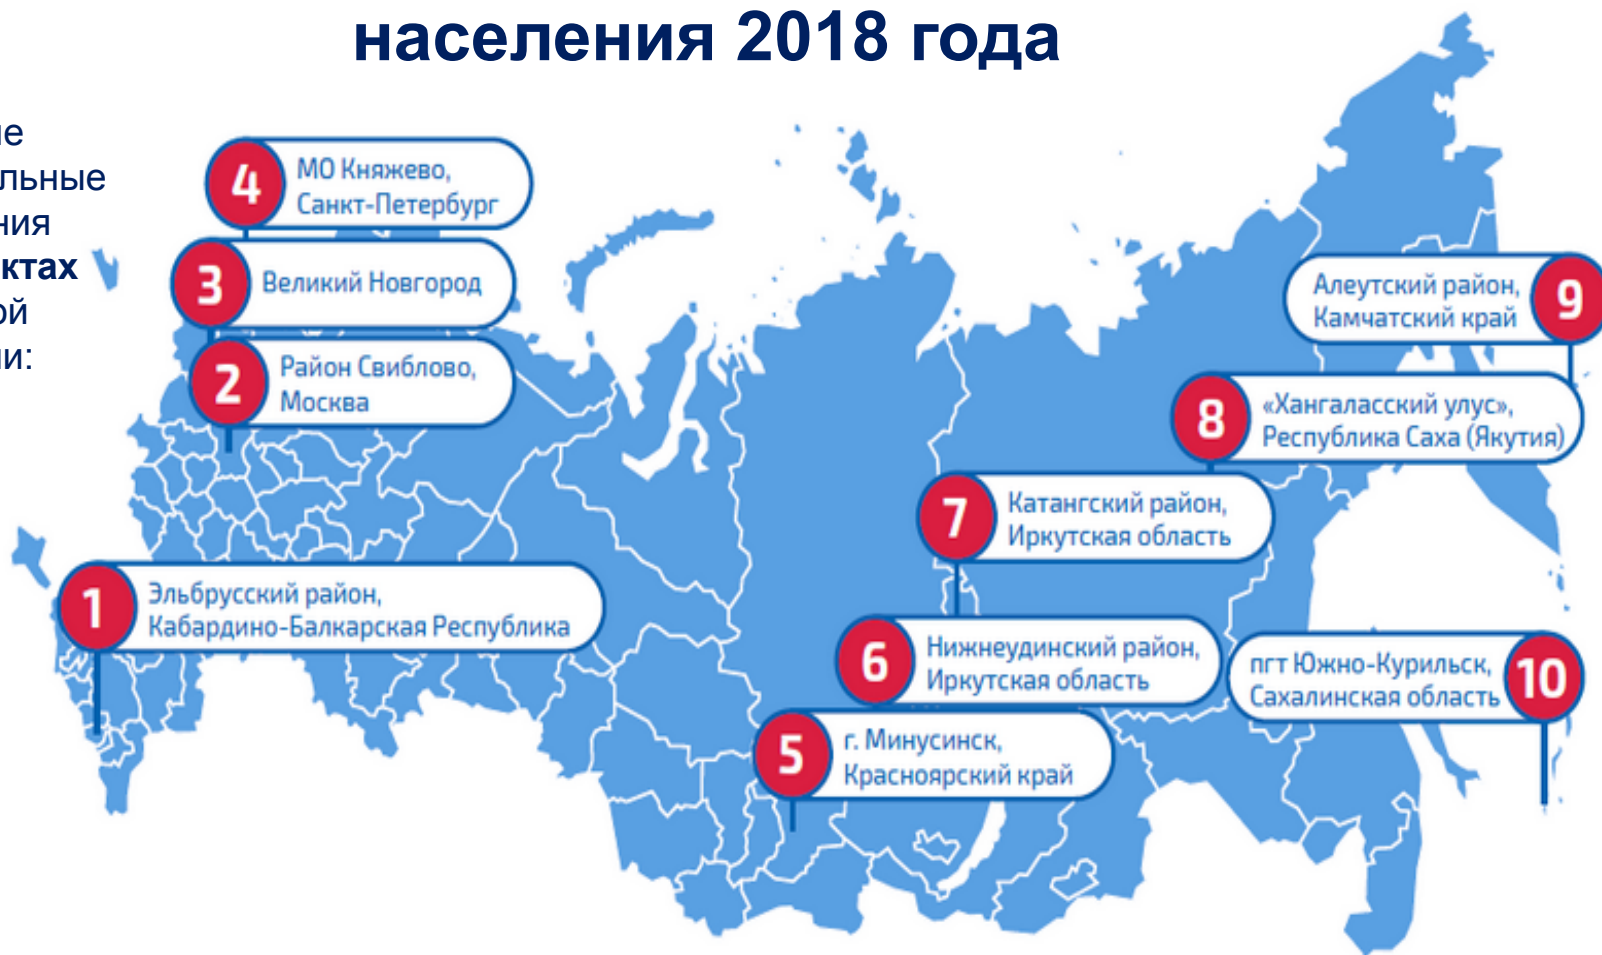 населения 2018 года
ие
льные
ния
ктах
ой
ии:
4
МО Княжево,
Санкт-Петербург
3
Великий Новгород
2
Район Свиблово,
Москва
1
Эльбрусский район,
Кабардино-Балкарская Республика
9
Алеутский район,
Камчатский край
8
«Хангаласский улус»,
Республика Саха (Якутия)
7
Катангский район,
Иркутская область
6
Нижнеудинский район,
Иркутская область
5
г. Минусинск,
Красноярский край
10
пгт Южно-Курильск,
Сахалинская область